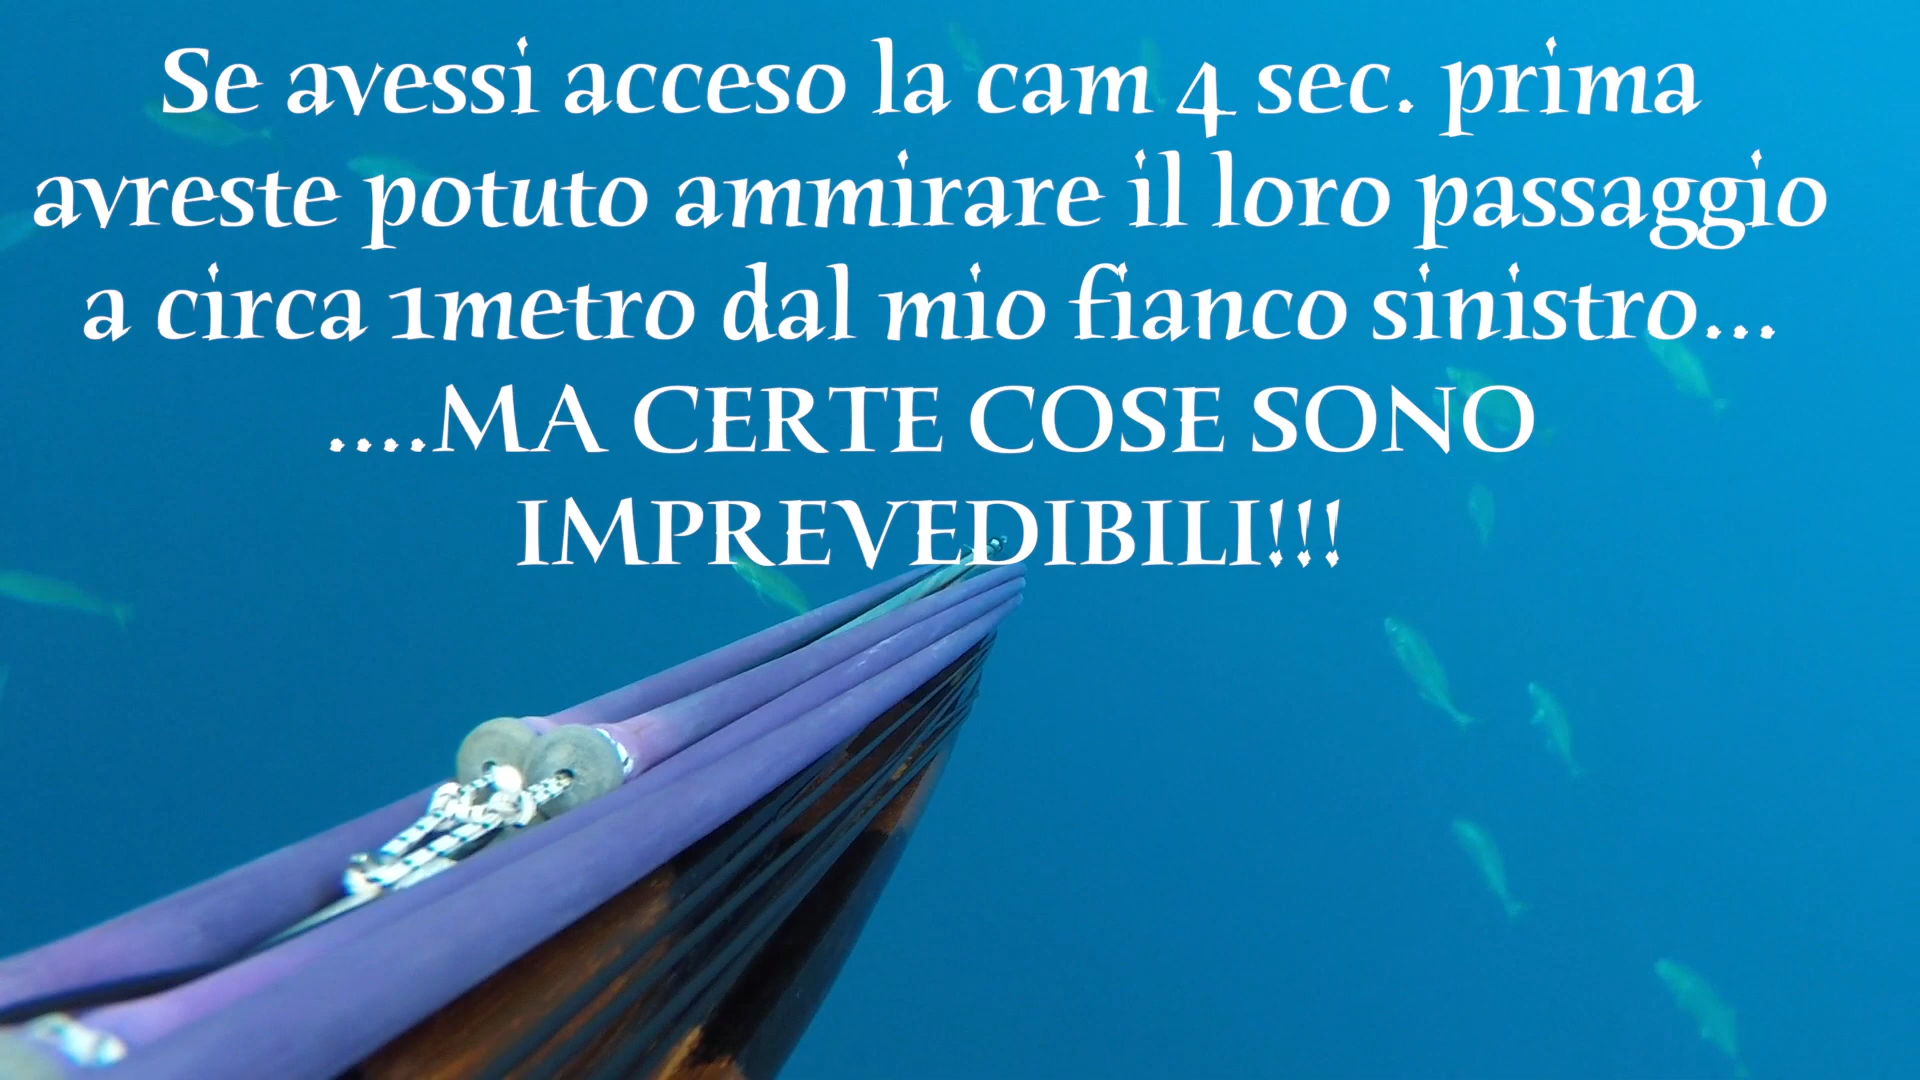 Se avessi acceso la cam 4 sec. prima
avreste potuto ammirare il loro passaggio
a circa 1metro dal mio fianco sinistro...
....MA CERTE COSE SONO
IMPREVEDIBILI!!!